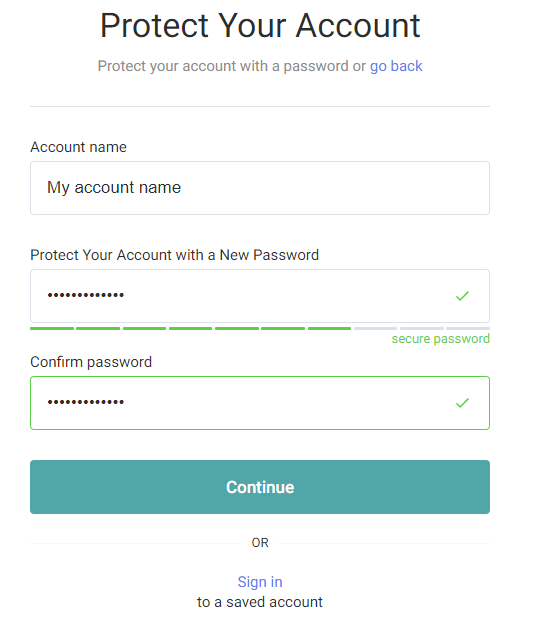 Protect Your Account
Protect your account with a password or go back
Account name
My account name
Protect Your Account with a New Password
•••••••••••••
secure password
Confirm password
•••••••••••••
Continue
OR
Sign in
to a saved account